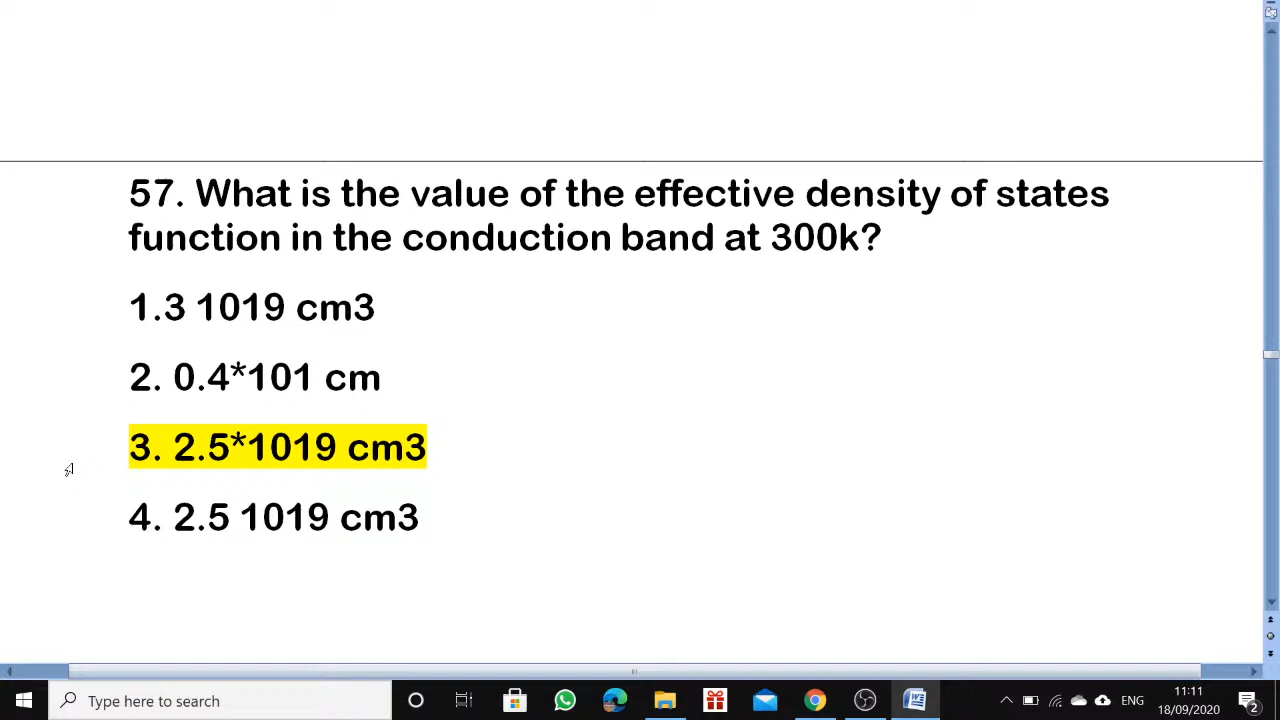 57. What is the value of the effective density of states
function in the conduction band at 300k?
1.3 1019 cm3
2. 0.4*101 cm
3. 2.5*1019 cm3
4. 2.5 1019 cm3
Type here to search
ENG
11:11
18/09/2020
2